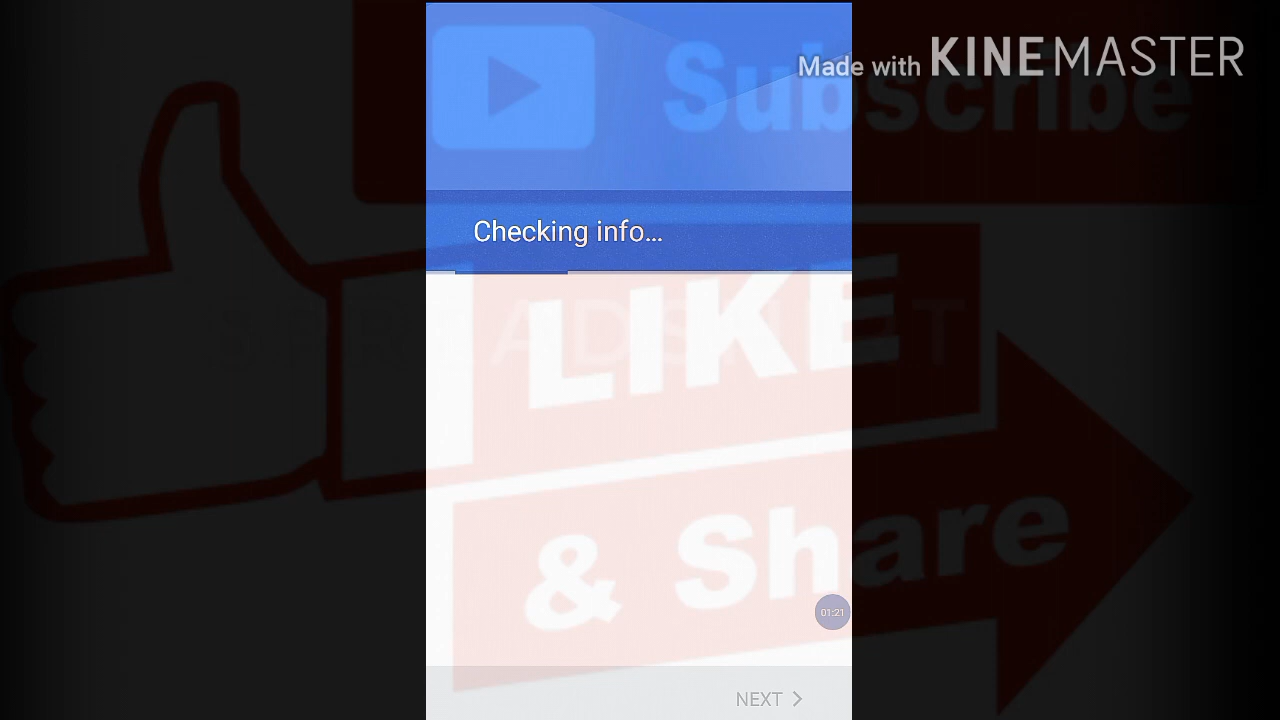 Made with KINEMASTER
Subscribe
Checking info...
LIKE
& Share
01:21
NEXT